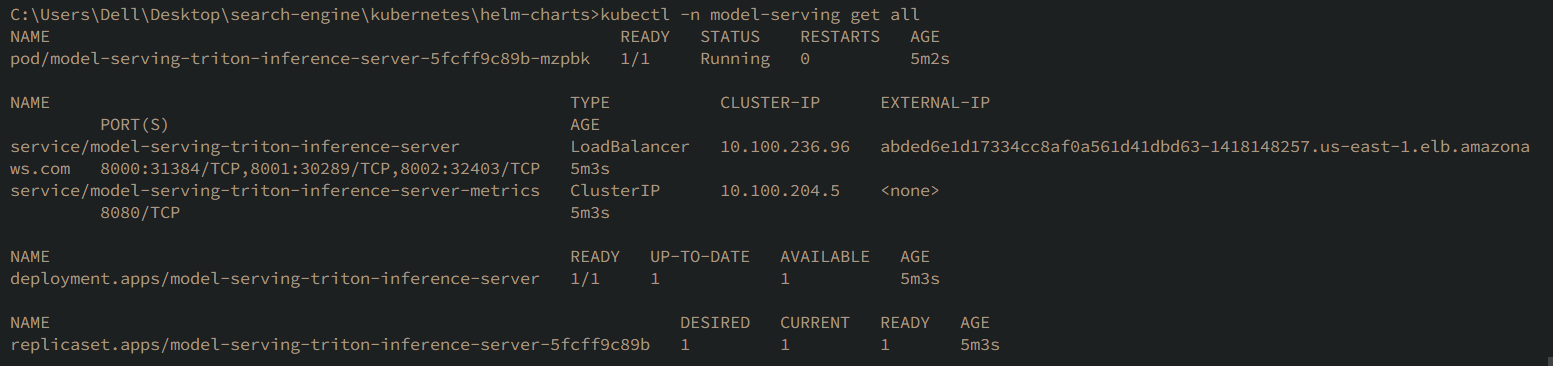 C:\Users\Dell\Desktop\search-engine\kubernetes\helm-charts>kubectl -n model-serving get all
NAME READY STATUS RESTARTS AGE
pod/model-serving-triton-inference-server-5fcff9c89b-mzpbk 1/1 Running 0 5m2s
NAME TYPE CLUSTER-IP EXTERNAL-IP
PORT(S) AGE
service/model-serving-triton-inference-server LoadBalancer 10.100.236.96 abded6e1d17334cc8af0a561d41dbd63-1418148257.us-east-1.elb.amazona
ws.com 8000:31384/TCP,8001:30289/TCP,8002:32403/TCP 5m3s
service/model-serving-triton-inference-server-metrics ClusterIP 10.100.204.5 <none>
8080/TCP 5m3s
NAME READY UP-TO-DATE AVAILABLE AGE
deployment.apps/model-serving-triton-inference-server 1/1 1 1 5m3s
NAME DESIRED CURRENT READY AGE
replicaset.apps/model-serving-triton-inference-server-5fcff9c89b 1 1 1 5m3s